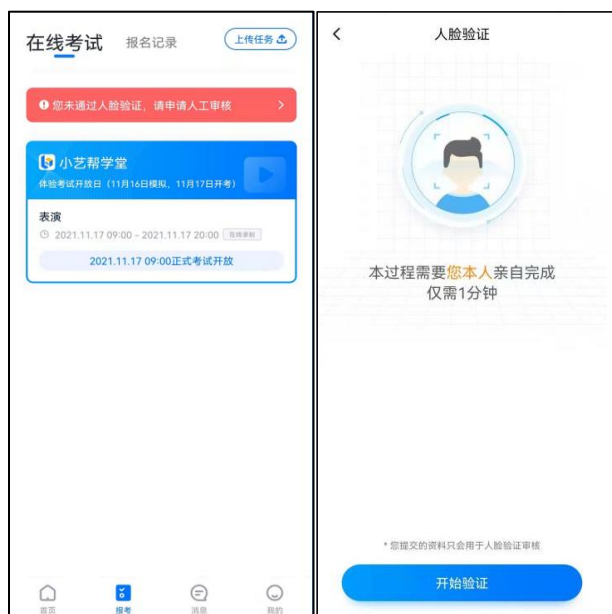 在线考试
报名记录
上传任务
您未通过人脸验证，请申请人工审核
小艺帮学堂
体验考试开放日（11月16日模拟、11月17日开考）
表演
2021.11.17 09:00 - 2021.11.17 20:00
在线录制
2021.11.17 09:00正式考试开放
首页
报考
消息
我的
人脸验证
本过程需要您本人亲自完成
仅需1分钟
* 您提交的资料只会用于人脸验证审核
开始验证